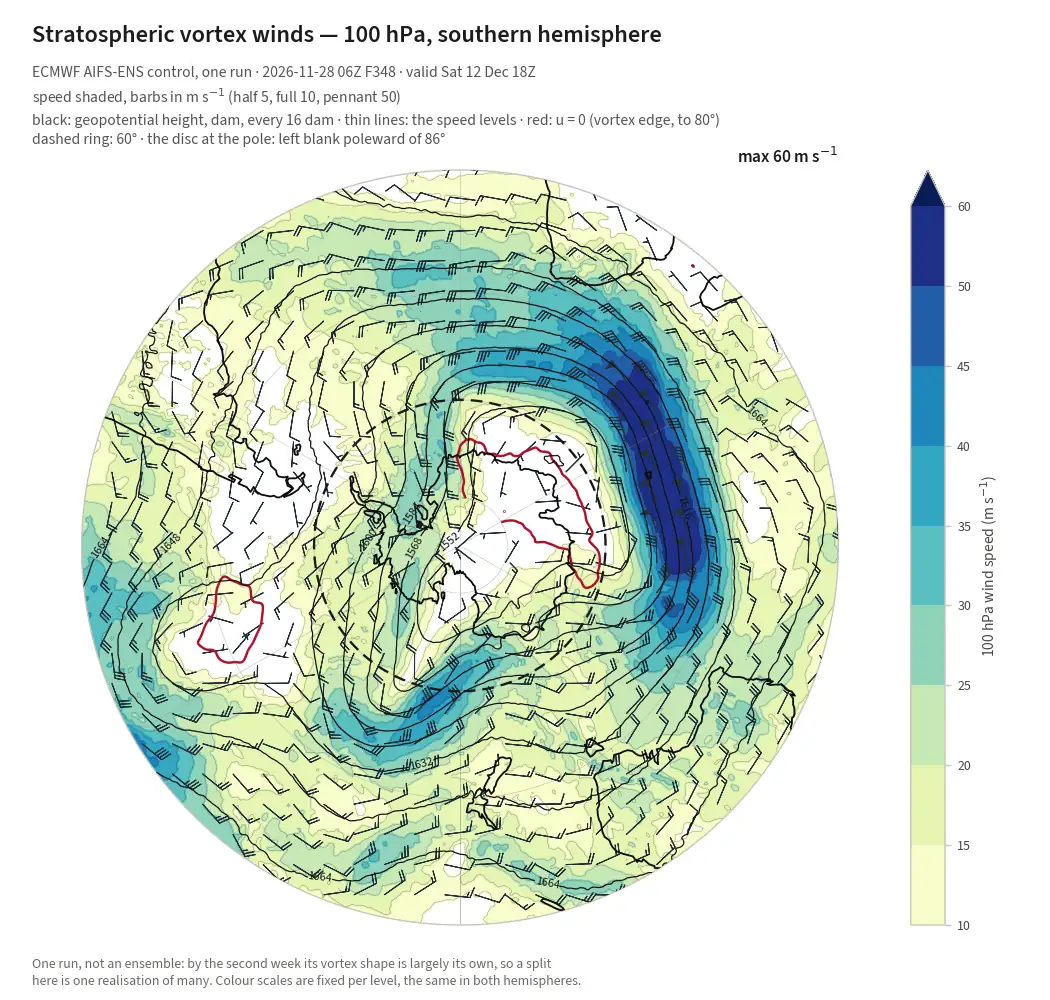 Stratospheric vortex winds — 100 hPa, southern hemisphere
ECMWF AIFS-ENS control, one run · 2026-11-28 06Z F348 · valid Sat 12 Dec 18Z
speed shaded, barbs in m s⁻¹ (half 5, full 10, pennant 50)
black: geopotential height, dam, every 16 dam · thin lines: the speed levels · red: u = 0 (vortex edge, to 80°)
dashed ring: 60° · the disc at the pole: left blank poleward of 86°
max 60 m s⁻¹
60
50
45
40
35
30
25
20
15
10
100 hPa wind speed (m s⁻¹)
1664
1664
1648
1552
1568
1632
1664
1664
One run, not an ensemble: by the second week its vortex shape is largely its own, so a split
here is one realisation of many. Colour scales are fixed per level, the same in both hemispheres.